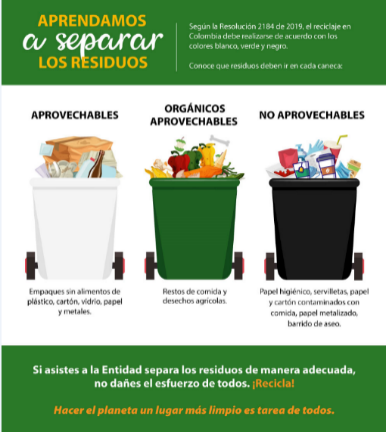 APRENDAMOS
a separar
LOS RESIDUOS
Según la Resolución 2184 de 2019, el reciclaje en
Colombia debe realizarse de acuerdo con los
colores blanco, verde y negro.
Conoce que residuos deben ir en cada caneca:
APROVECHABLES
Empaques sin alimentos de
plástico, cartón, vidrio, papel
y metales.
ORGÁNICOS
APROVECHABLES
Restos de comida y
desechos agrícolas.
NO APROVECHABLES
Papel higiénico, servilletas, papel
y cartón contaminados con
comida, papel metalizado,
barrido de aseo.
Si asistes a la Entidad separa los residuos de manera adecuada,
no dañes el esfuerzo de todos. ¡Recicla!
Hacer el planeta un lugar más limpio es tarea de todos.